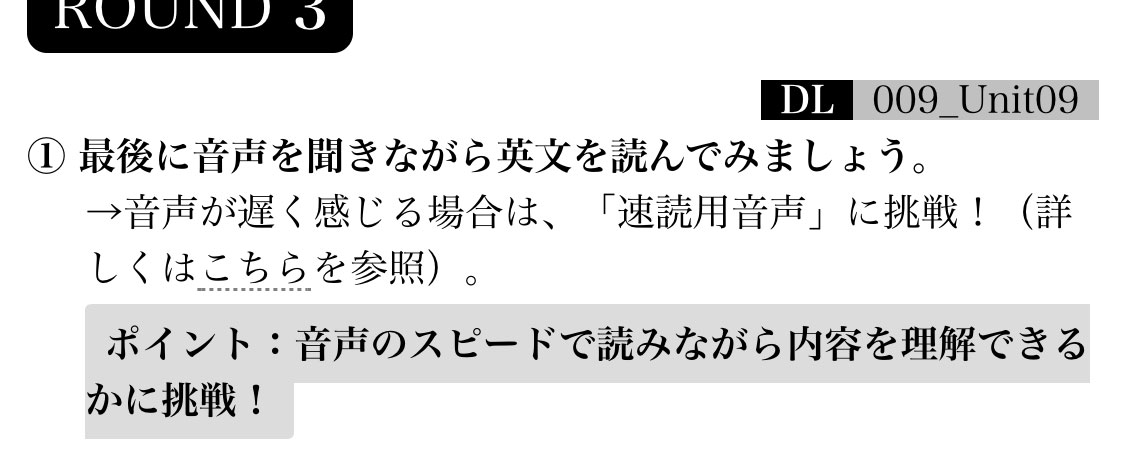 ROUND 3
DL 009_Unit09
① 最後に音声を聞きながら英文を読んでみましょう。
→音声が遅く感じる場合は、「速読用音声」に挑戦！（詳
しくはこちらを参照）。
ポイント：音声のスピードで読みながら内容を理解できる
かに挑戦！